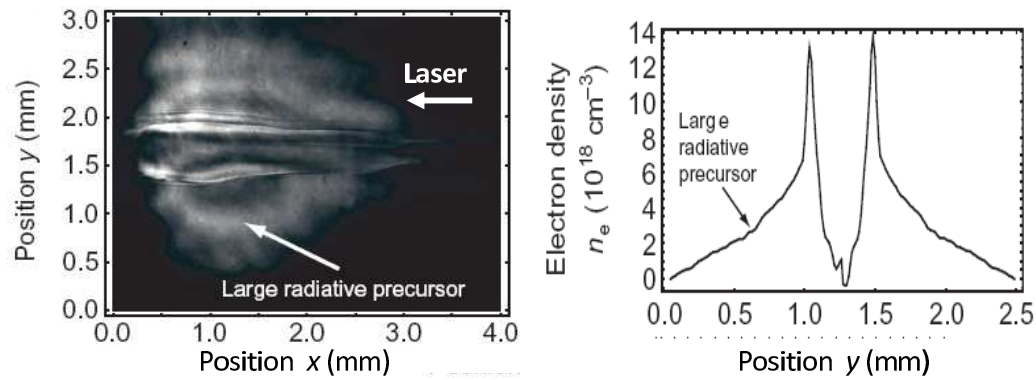 3.0
2.5
2.0
1.5
1.0
0.5
0.0
Position y (mm)
Laser
Large radiative precursor
0.0 1.0 2.0 3.0 4.0
Position x (mm)
14
12
10
8
6
4
2
0
Electron density
nₑ (10¹⁸ cm⁻³)
Large
radiative
precursor
0.0 0.5 1.0 1.5 2.0 2.5
Position y (mm)